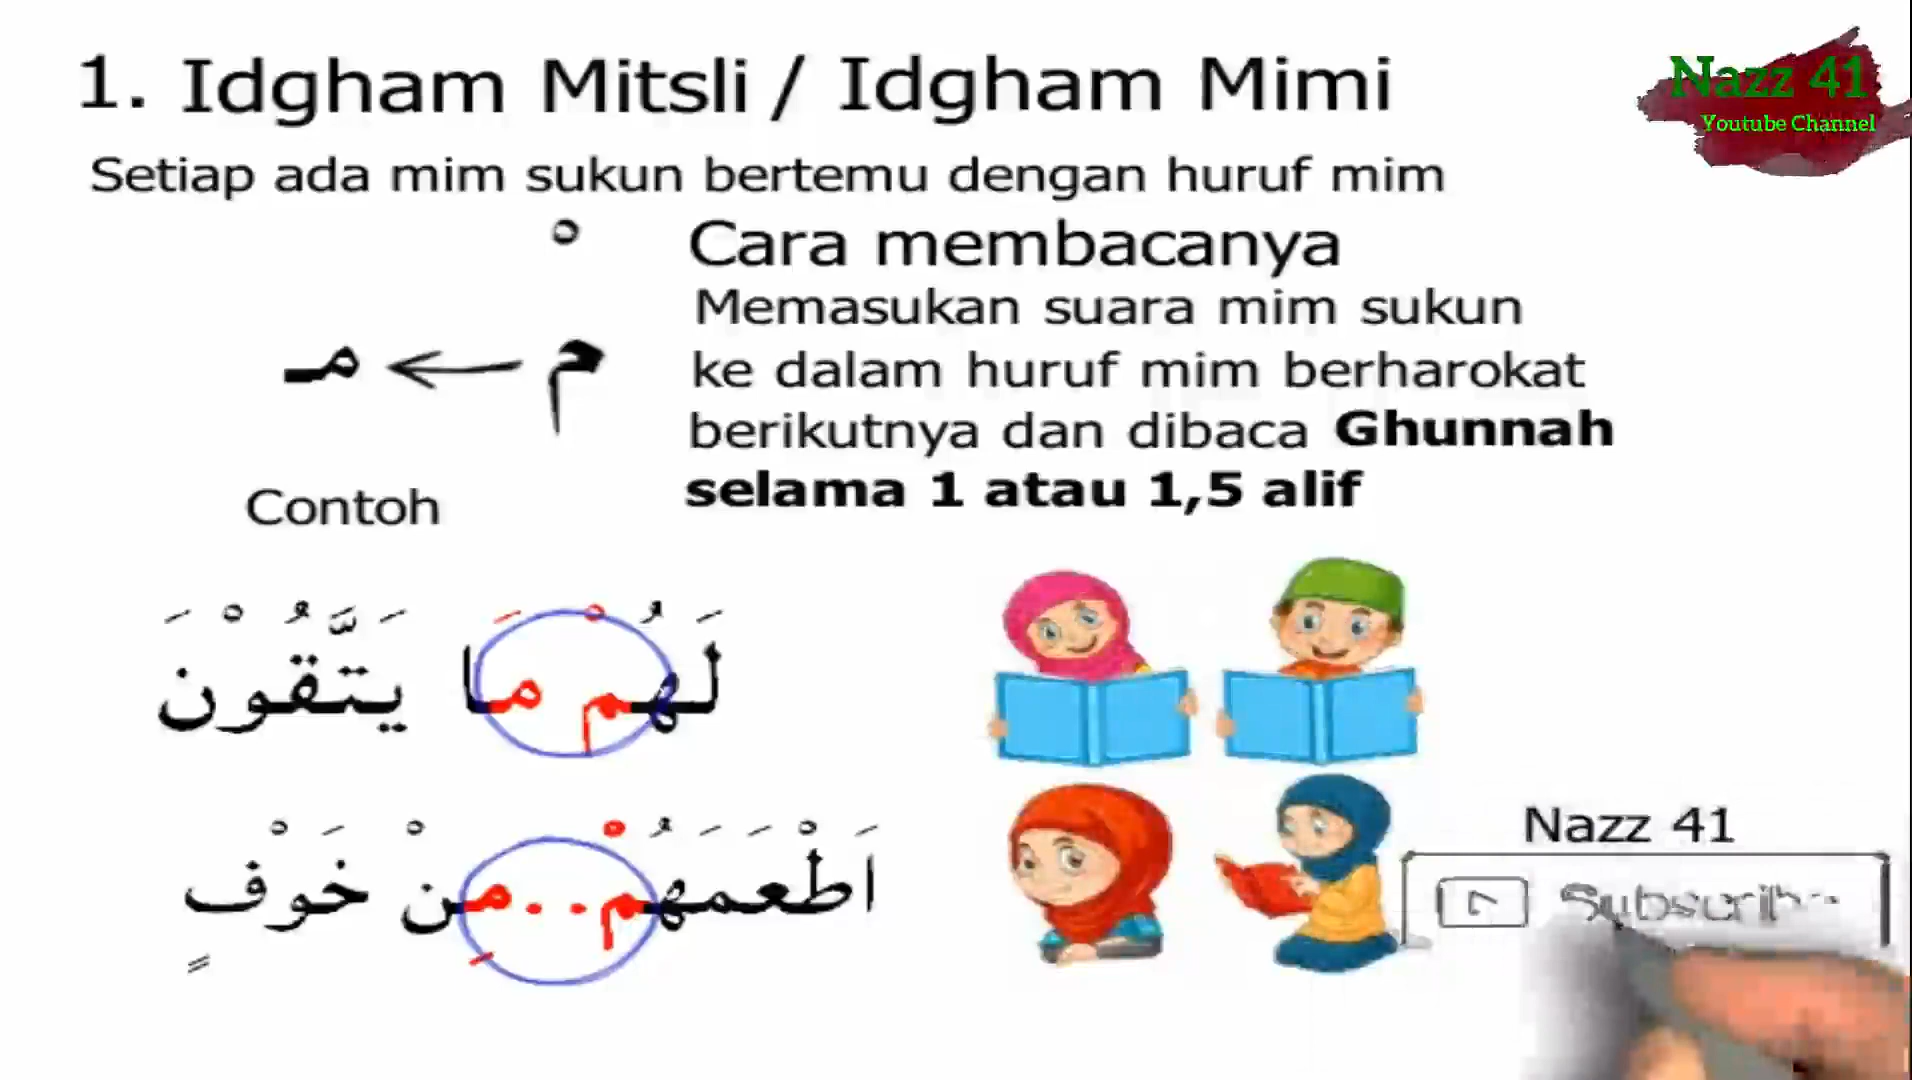 1. Idgham Mitsli / Idgham Mimi
Nazz 41
Youtube Channel
Setiap ada mim sukun bertemu dengan huruf mim
مْ ← مـ
Cara membacanya
Memasukan suara mim sukun
ke dalam huruf mim berharokat
berikutnya dan dibaca Ghunnah
selama 1 atau 1,5 alif
Contoh
لَهُمْ مَا يَتَّقُوْنَ
اَطْعَمَهُمْ..مِنْ خَوْفٍ
Nazz 41
Subscribe